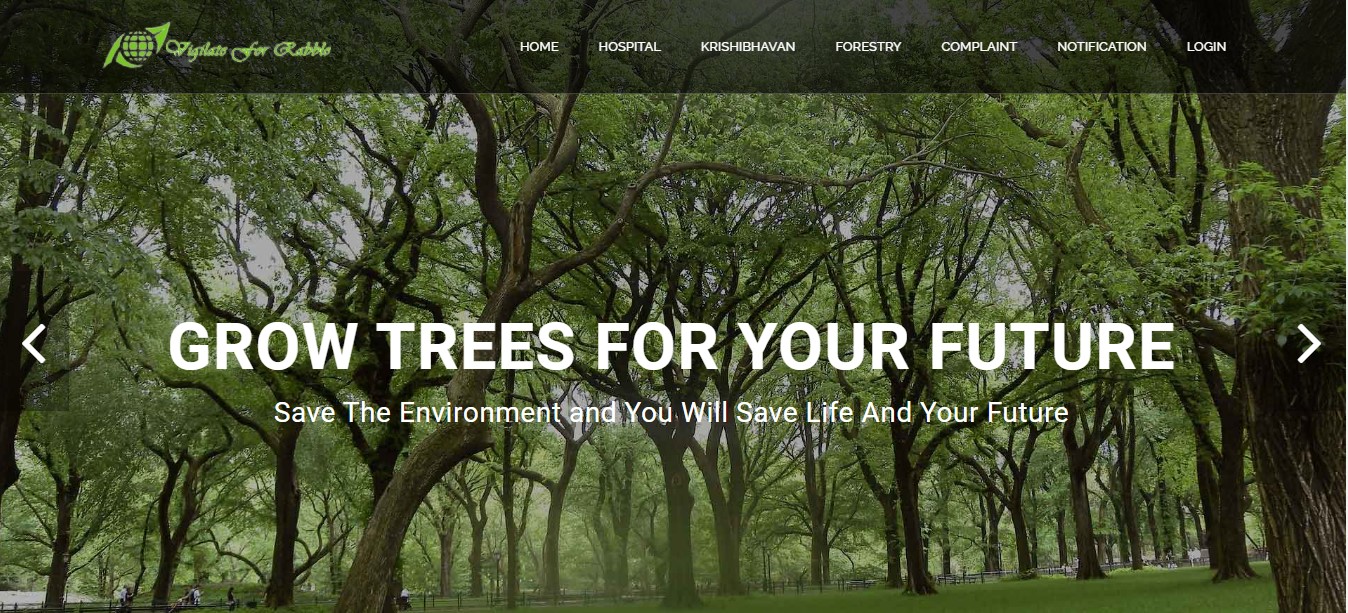 Vigilate For Rabble
HOME HOSPITAL KRISHIBHAVAN FORESTRY COMPLAINT NOTIFICATION LOGIN
GROW TREES FOR YOUR FUTURE
Save The Environment and You Will Save Life And Your Future